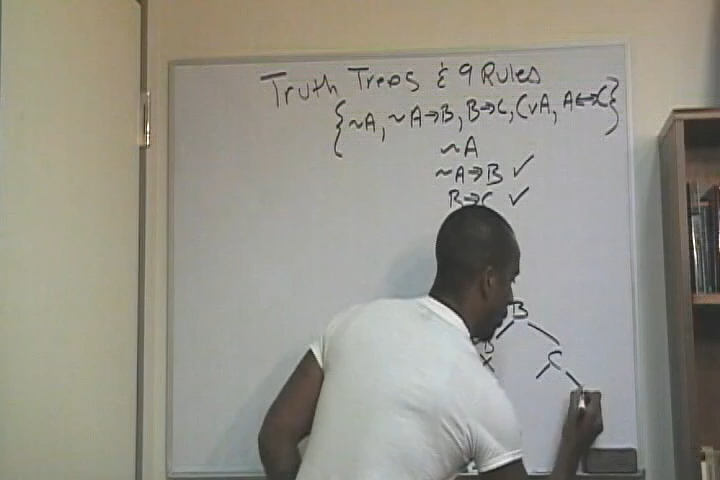 Truth Trees & 9 Rules
{~A, ~A→B, B→C, CvA, A↔C}
~A
~A→B ✓
B→C ✓
B
B C
X